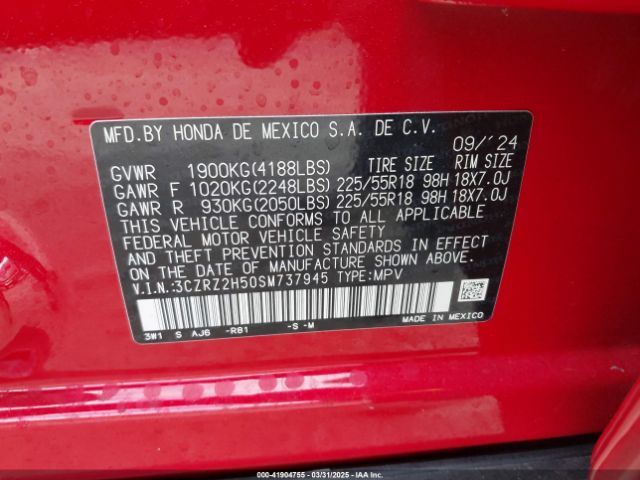 MFD.BY HONDA DE MEXICO S.A. DE C.V. 09/'24
GVWR 1900KG(4188LBS) TIRE SIZE RIM SIZE
GAWR F 1020KG(2248LBS) 225/55R18 98H 18X7.0J
GAWR R 930KG(2050LBS) 225/55R18 98H 18X7.0J
THIS VEHICLE CONFORMS TO ALL APPLICABLE
FEDERAL MOTOR VEHICLE SAFETY
AND THEFT PREVENTION STANDARDS IN EFFECT
ON THE DATE OF MANUFACTURE SHOWN ABOVE.
V.I.N.:3CZRZ2H50SM737945 TYPE:MPV
3W1 S AJ6 -R81 -S -M MADE IN MEXICO
000-41904755 - 03/31/2025 - IAA Inc.